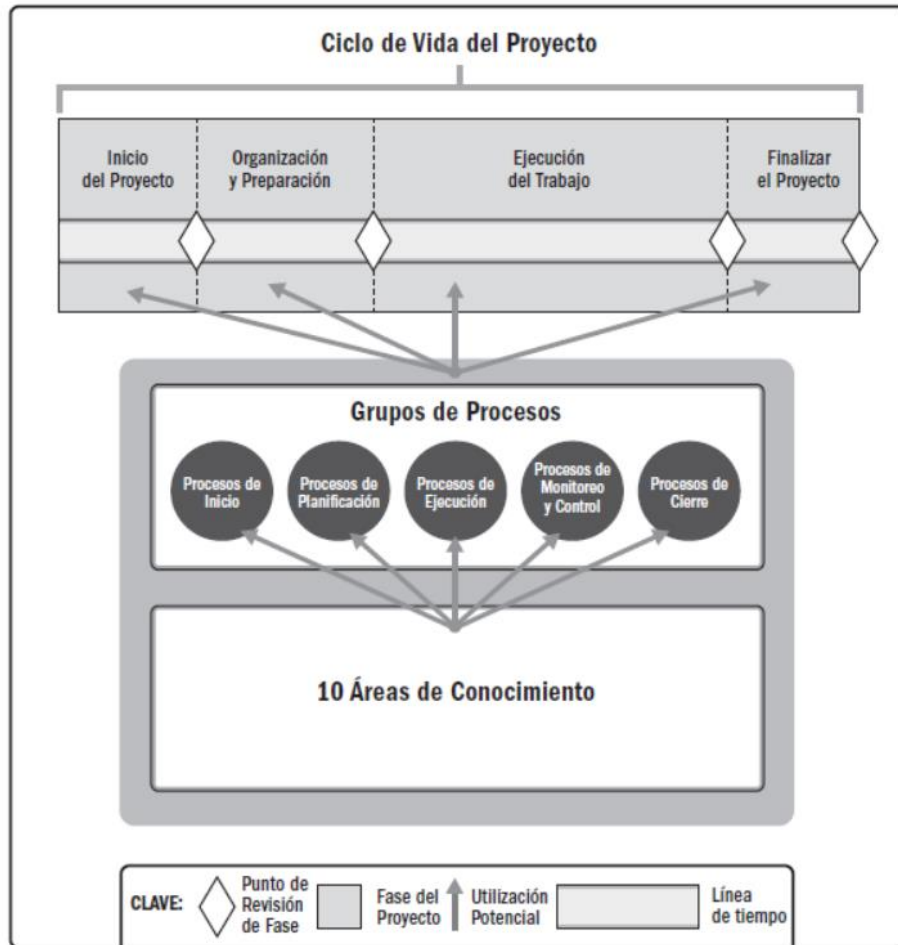 Ciclo de Vida del Proyecto
Inicio
del Proyecto
Organización
y Preparación
Ejecución
del Trabajo
Finalizar
el Proyecto
Grupos de Procesos
Procesos de
Inicio
Procesos de
Planificación
Procesos de
Ejecución
Procesos de
Monitoreo
y Control
Procesos de
Cierre
10 Áreas de Conocimiento
CLAVE:
Punto de
Revisión
de Fase
Fase del
Proyecto
Utilización
Potencial
Línea
de tiempo